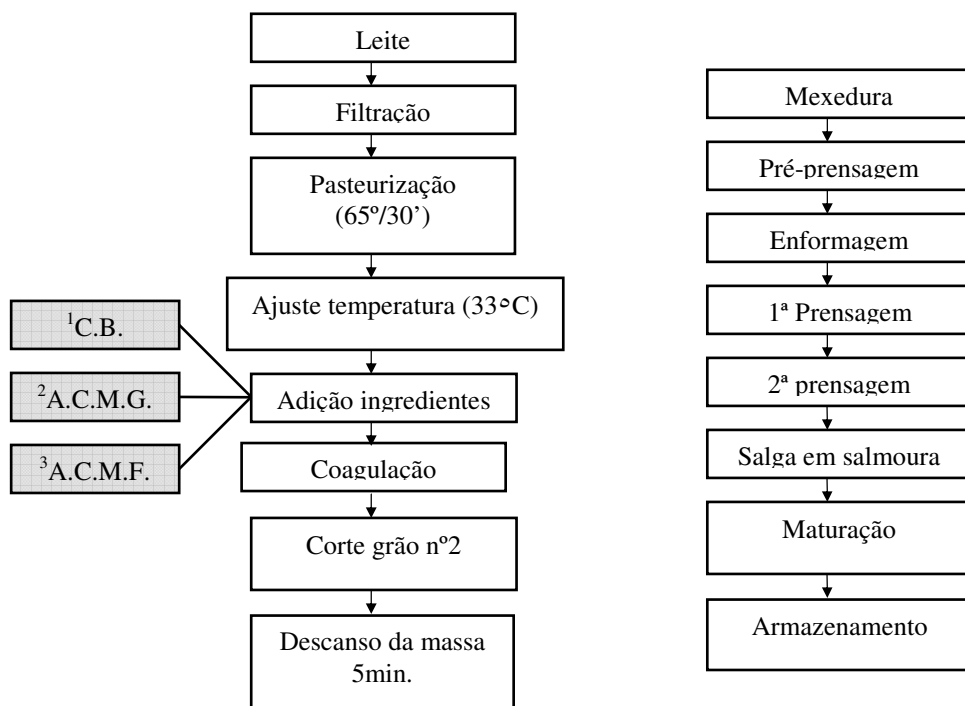 Leite
Filtração
Pasteurização
(65º/30’)
Ajuste temperatura (33ºC)
¹C.B.
²A.C.M.G.
³A.C.M.F.
Adição ingredientes
Coagulação
Corte grão nº2
Descanso da massa
5min.
Mexedura
Pré-prensagem
Enformagem
1ª Prensagem
2ª prensagem
Salga em salmoura
Maturação
Armazenamento